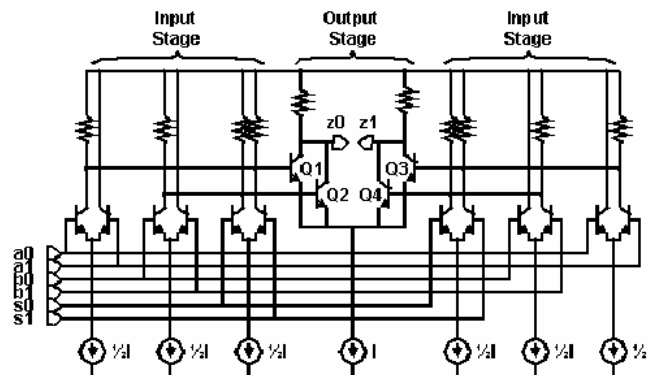 Input Stage
Output Stage
Input Stage
z0 z1
Q1
Q3
Q2
Q4
a0
a1
b0
b1
s0
s1
½I
½I
½I
I
½I
½I
½